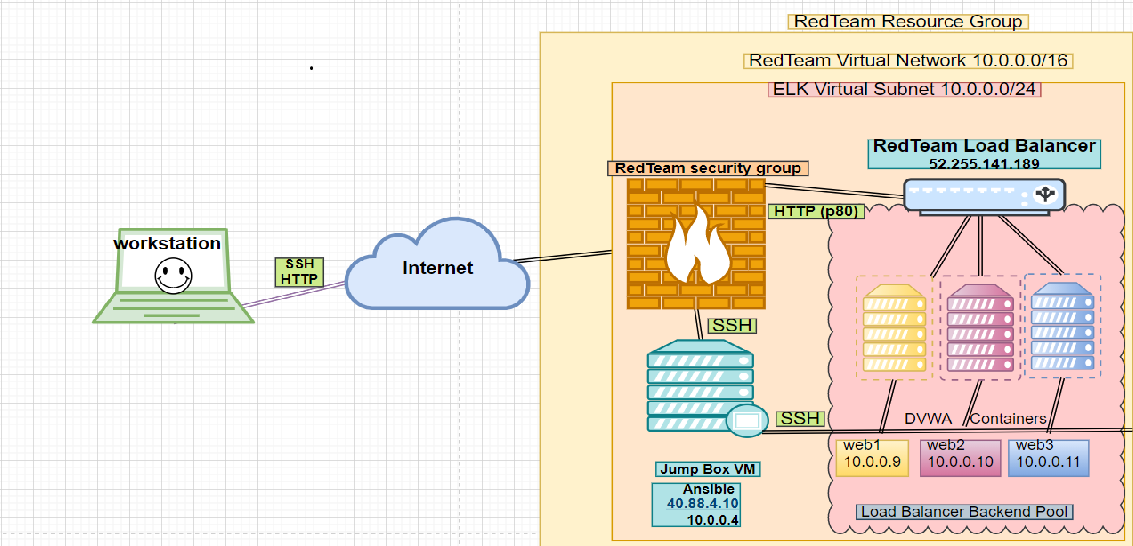 RedTeam Resource Group
RedTeam Virtual Network 10.0.0.0/16
ELK Virtual Subnet 10.0.0.0/24
RedTeam Load Balancer
52.255.141.189
RedTeam security group
HTTP (p80)
workstation
SSH
HTTP
Internet
SSH
SSH
DVWA Containers
web1
10.0.0.9
web2
10.0.0.10
web3
10.0.0.11
Jump Box VM
Ansible
40.88.4.10
10.0.0.4
Load Balancer Backend Pool